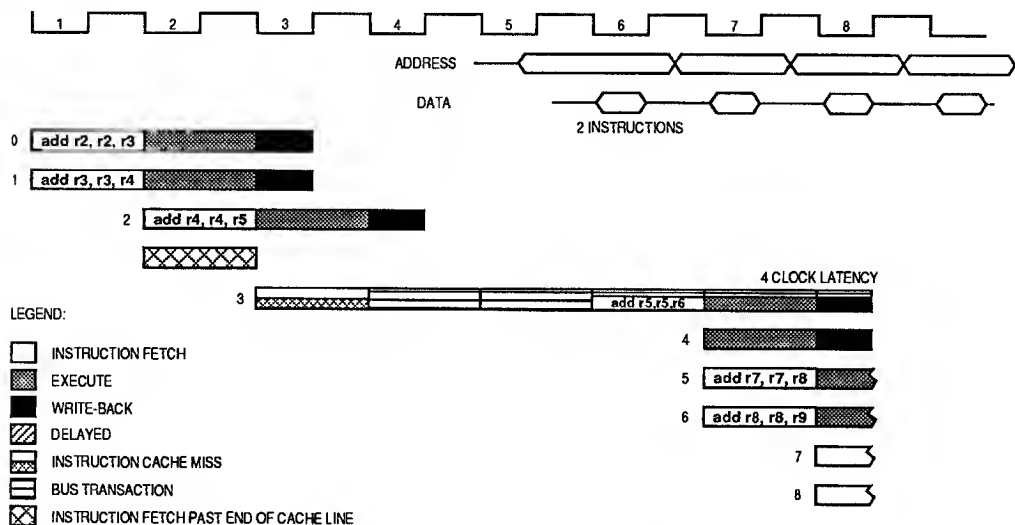 1 2 3 4 5 6 7 8
ADDRESS
DATA
2 INSTRUCTIONS
0 add r2, r2, r3
1 add r3, r3, r4
2 add r4, r4, r5
4 CLOCK LATENCY
3 add r5,r5,r6
4
5 add r7, r7, r8
6 add r8, r8, r9
7
8
LEGEND:
INSTRUCTION FETCH
EXECUTE
WRITE-BACK
DELAYED
INSTRUCTION CACHE MISS
BUS TRANSACTION
INSTRUCTION FETCH PAST END OF CACHE LINE